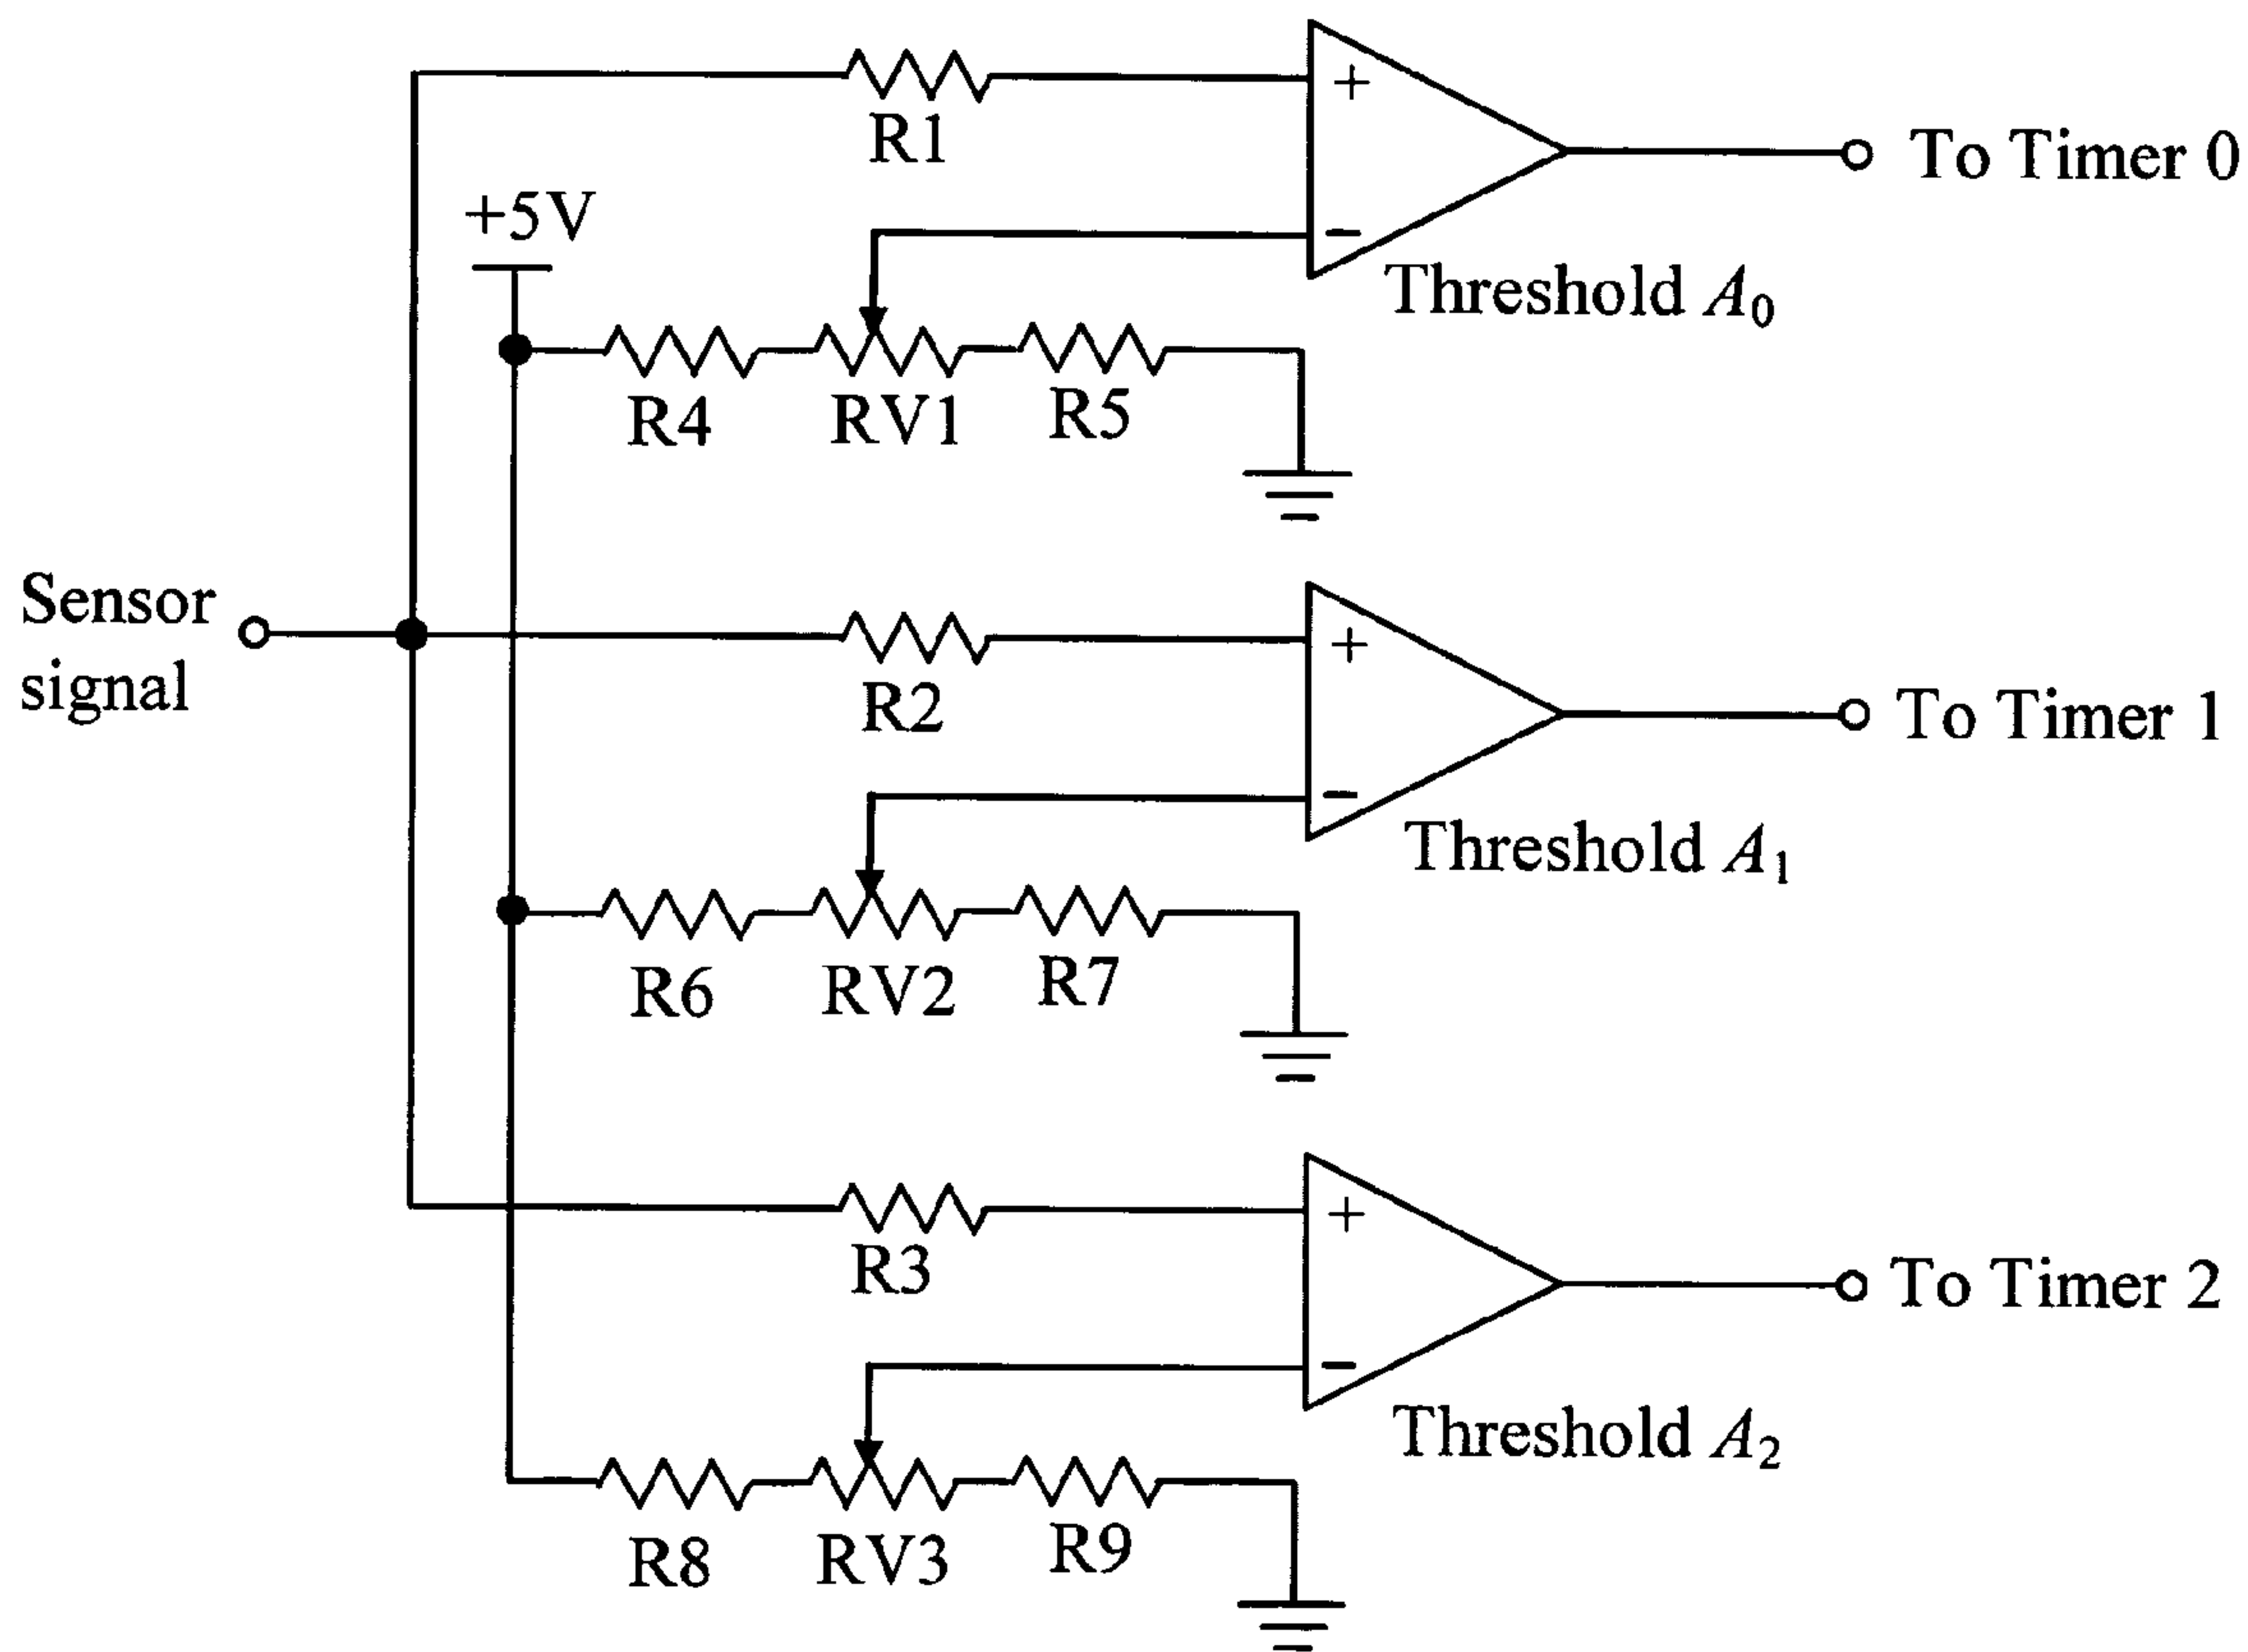 R1
+
To Timer 0
+5V
−
Threshold A₀
R4
RV1
R5
Sensor
signal
+
R2
To Timer 1
−
Threshold A₁
R6
RV2
R7
+
R3
To Timer 2
−
Threshold A₂
R8
RV3
R9